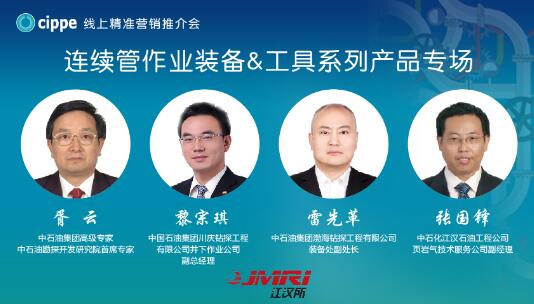 cippe 线上精准营销推介会
连续管作业装备&工具系列产品专场
胥云
黎宗琪
雷先革
张国锋
中石油集团高级专家
中石油勘探开发研究院首席专家
中国石油集团川庆钻探工程
有限公司井下作业公司
副总经理
中石油集团渤海钻探工程有限公司
装备处副处长
中石化江汉石油工程公司
页岩气技术服务公司副经理
JMRI
江汉所